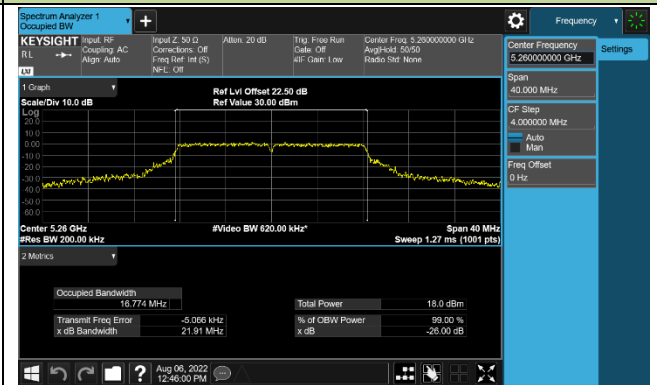 Spectrum Analyzer 1
Occupied BW
Frequency
KEYSIGHT
RL
LXI
Input: RF
Coupling: AC
Align: Auto
Input Z: 50 Ω
Corrections: Off
Freq Ref: Int (S)
NFE: Off
Atten: 20 dB
Trig: Free Run
Gate: Off
#IF Gain: Low
Center Freq: 5.260000000 GHz
Avg|Hold: 50/50
Radio Std: None
Center Frequency
5.260000000 GHz
Settings
Span
40.000 MHz
CF Step
4.000000 MHz
Auto
Man
Freq Offset
0 Hz
1 Graph
Scale/Div 10.0 dB
Ref Lvl Offset 22.50 dB
Ref Value 30.00 dBm
Log
20.0
10.0
0.00
-10.0
-20.0
-30.0
-40.0
-50.0
-60.0
Center 5.26 GHz
#Video BW 620.00 kHz*
Span 40 MHz
#Res BW 200.00 kHz
Sweep 1.27 ms (1001 pts)
2 Metrics
Occupied Bandwidth
16.774 MHz
Total Power 18.0 dBm
Transmit Freq Error -5.066 kHz
% of OBW Power 99.00 %
x dB Bandwidth 21.91 MHz
x dB -26.00 dB
?
Aug 06, 2022
12:46:00 PM